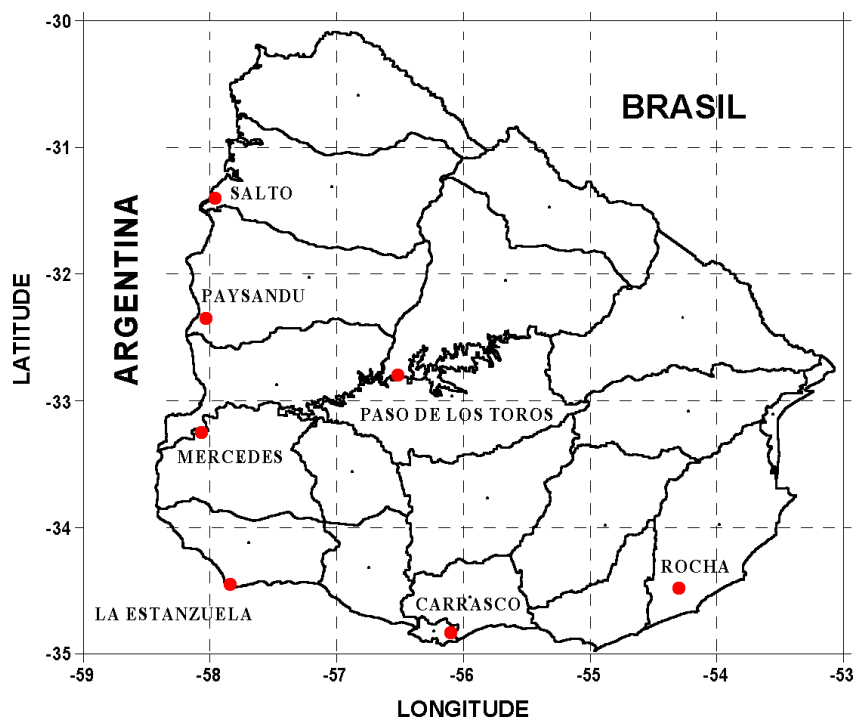 -30
BRASIL
-31
SALTO
ARGENTINA
-32
PAYSANDU
LATITUDE
-33
PASO DE LOS TOROS
MERCEDES
-34
ROCHA
CARRASCO
LA ESTANZUELA
-35
-59 -58 -57 -56 -55 -54 -53
LONGITUDE